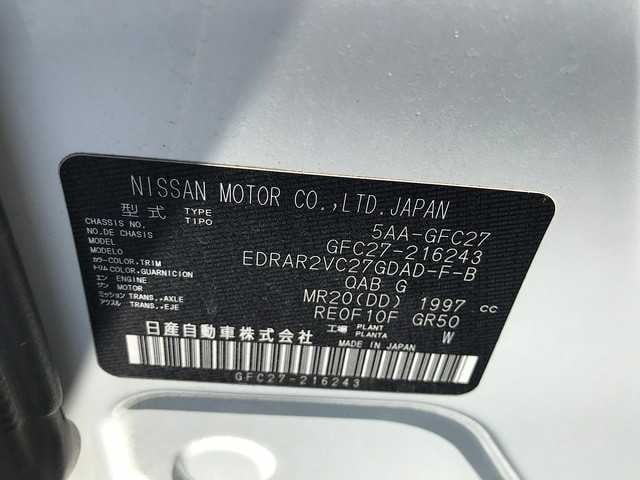 NISSAN MOTOR CO.,LTD.JAPAN
型式 TYPE TIPO 5AA-GFC27
CHASSIS NO. NO.DE CHASIS GFC27-216243
MODEL MODELO EDRAR2VC27GDAD-F-B
カラー COLOR,TRIM トリム COLOR,GUARNICION QAB G
エンジン ENGINE MOTOR MR20(DD) 1997 cc
ミッション TRANS.,AXLE アクスル TRANS.,EJE RE0F10F GR50
日産自動車株式会社 工場 PLANT PLANTA W
MADE IN JAPAN
GFC27-216243